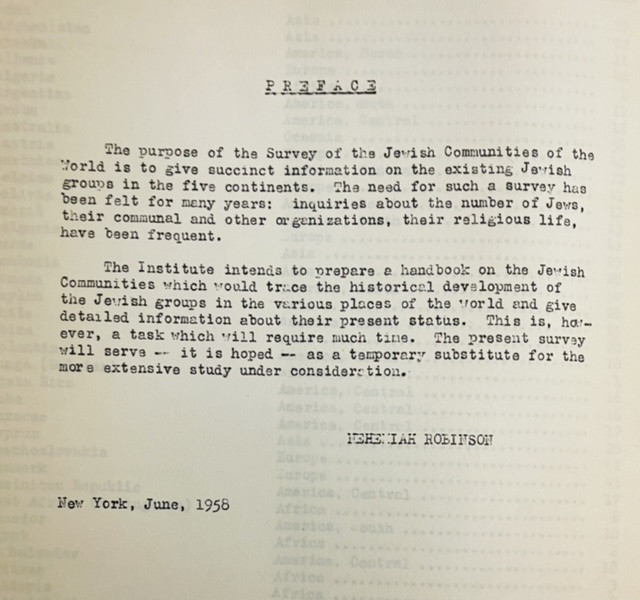 PREFACE
The purpose of the Survey of the Jewish Communities of the
World is to give succinct information on the existing Jewish
groups in the five continents. The need for such a survey has
been felt for many years: inquiries about the number of Jews,
their communal and other organizations, their religious life,
have been frequent.
The Institute intends to prepare a handbook on the Jewish
Communities which would trace the historical development of
the Jewish groups in the various places of the world and give
detailed information about their present status. This is, how-
ever, a task which will require much time. The present survey
will serve -- it is hoped -- as a temporary substitute for the
more extensive study under consideration.
NEHEMIAH ROBINSON
New York, June, 1958